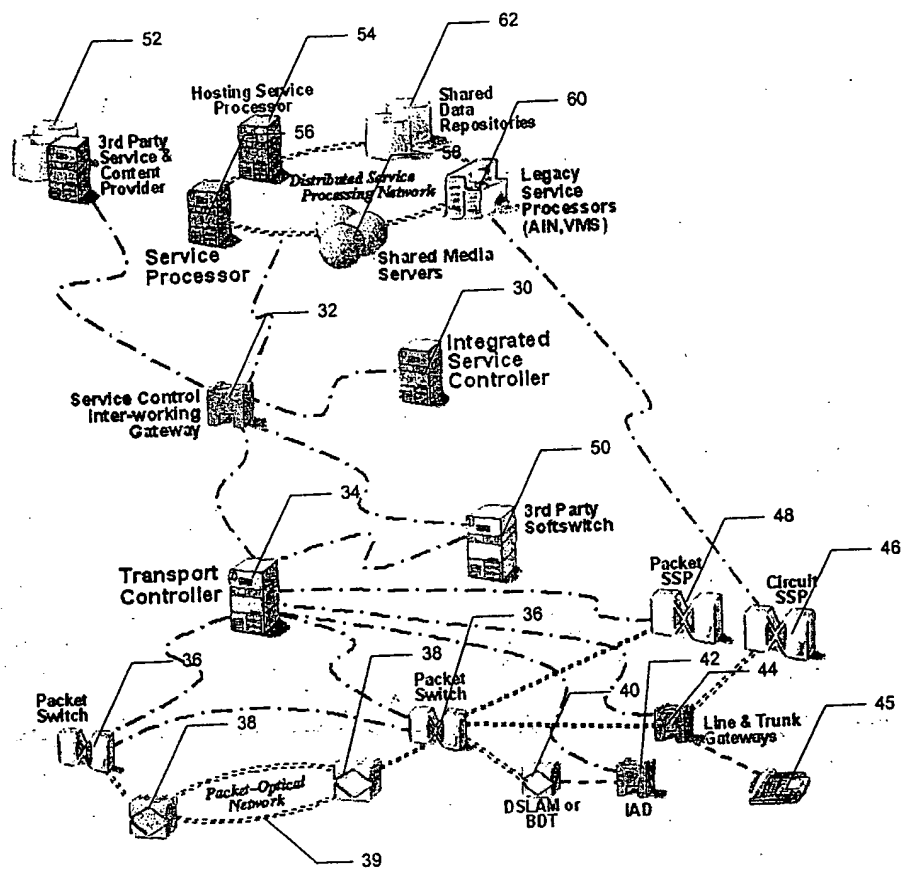 52
54
62
Hosting Service
Processor
Shared
Data
Repositories
60
56
3rd Party
Service &
Content
Provider
58
Distributed Service
Processing Network
Legacy
Service
Processors
(AIN,VMS)
Service
Processor
Shared Media
Servers
30
32
Integrated
Service
Controller
Service Control
Inter-working
Gateway
50
34
3rd Party
Softswitch
48
Packet
SSP
46
Circuit
SSP
Transport
Controller
36
36
38
42
Packet
Switch
Packet
Switch
40
44
45
38
Line & Trunk
Gateways
Packet-Optical
Network
DSLAM or
BDT
IAD
39